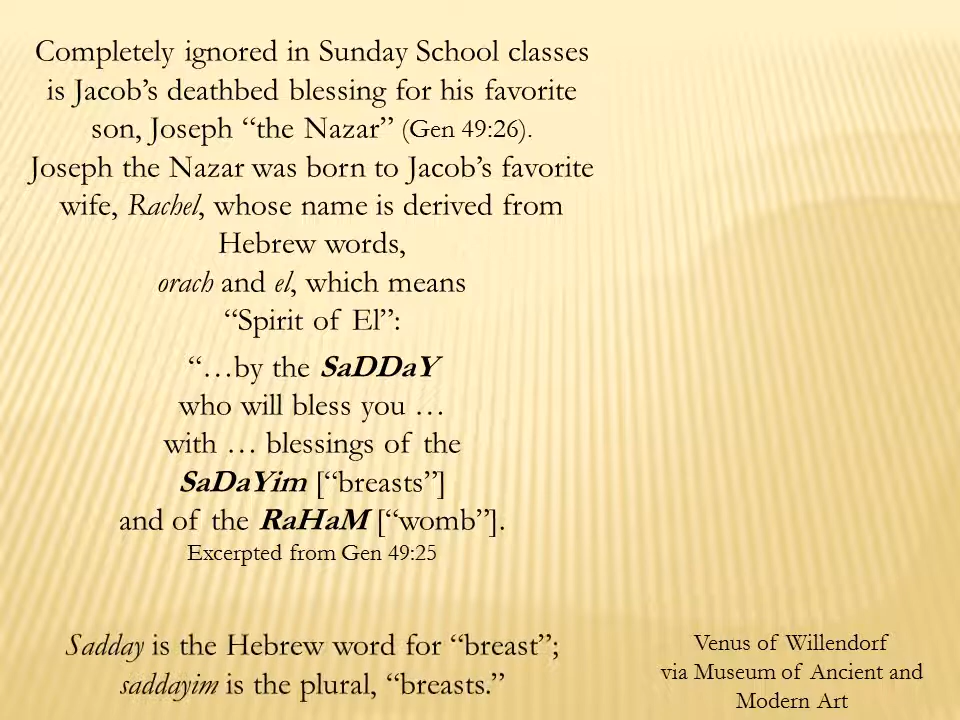 Completely ignored in Sunday School classes
is Jacob’s deathbed blessing for his favorite
son, Joseph “the Nazar” (Gen 49:26).
Joseph the Nazar was born to Jacob’s favorite
wife, Rachel, whose name is derived from
Hebrew words,
orach and el, which means
“Spirit of El”:
“…by the SaDDaY
who will bless you …
with … blessings of the
SaDaYim [“breasts”]
and of the RaHaM [“womb”].
Excerpted from Gen 49:25
Sadday is the Hebrew word for “breast”;
saddayim is the plural, “breasts.”
Venus of Willendorf
via Museum of Ancient and
Modern Art